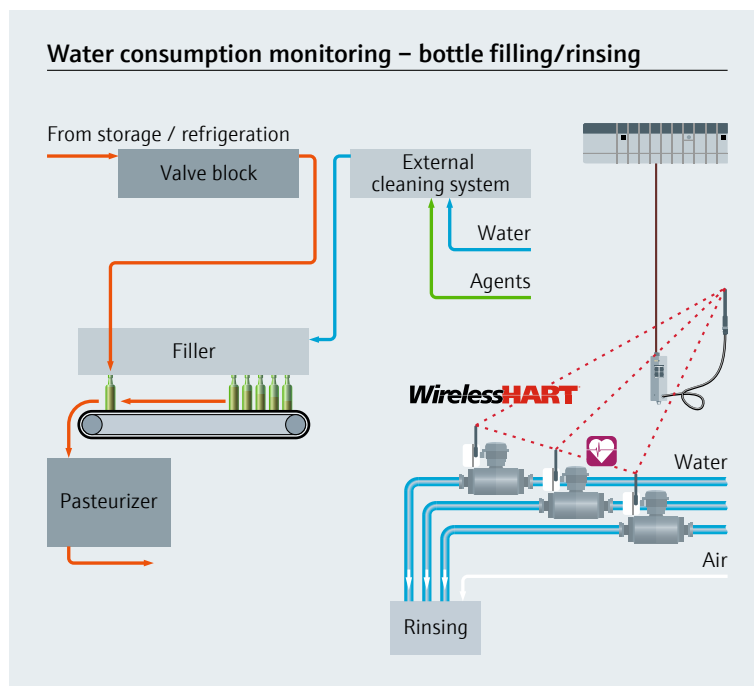 Water consumption monitoring – bottle filling/rinsing
From storage / refrigeration
Valve block
External
cleaning system
Water
Agents
Filler
WirelessHART
Water
Pasteurizer
Air
Rinsing